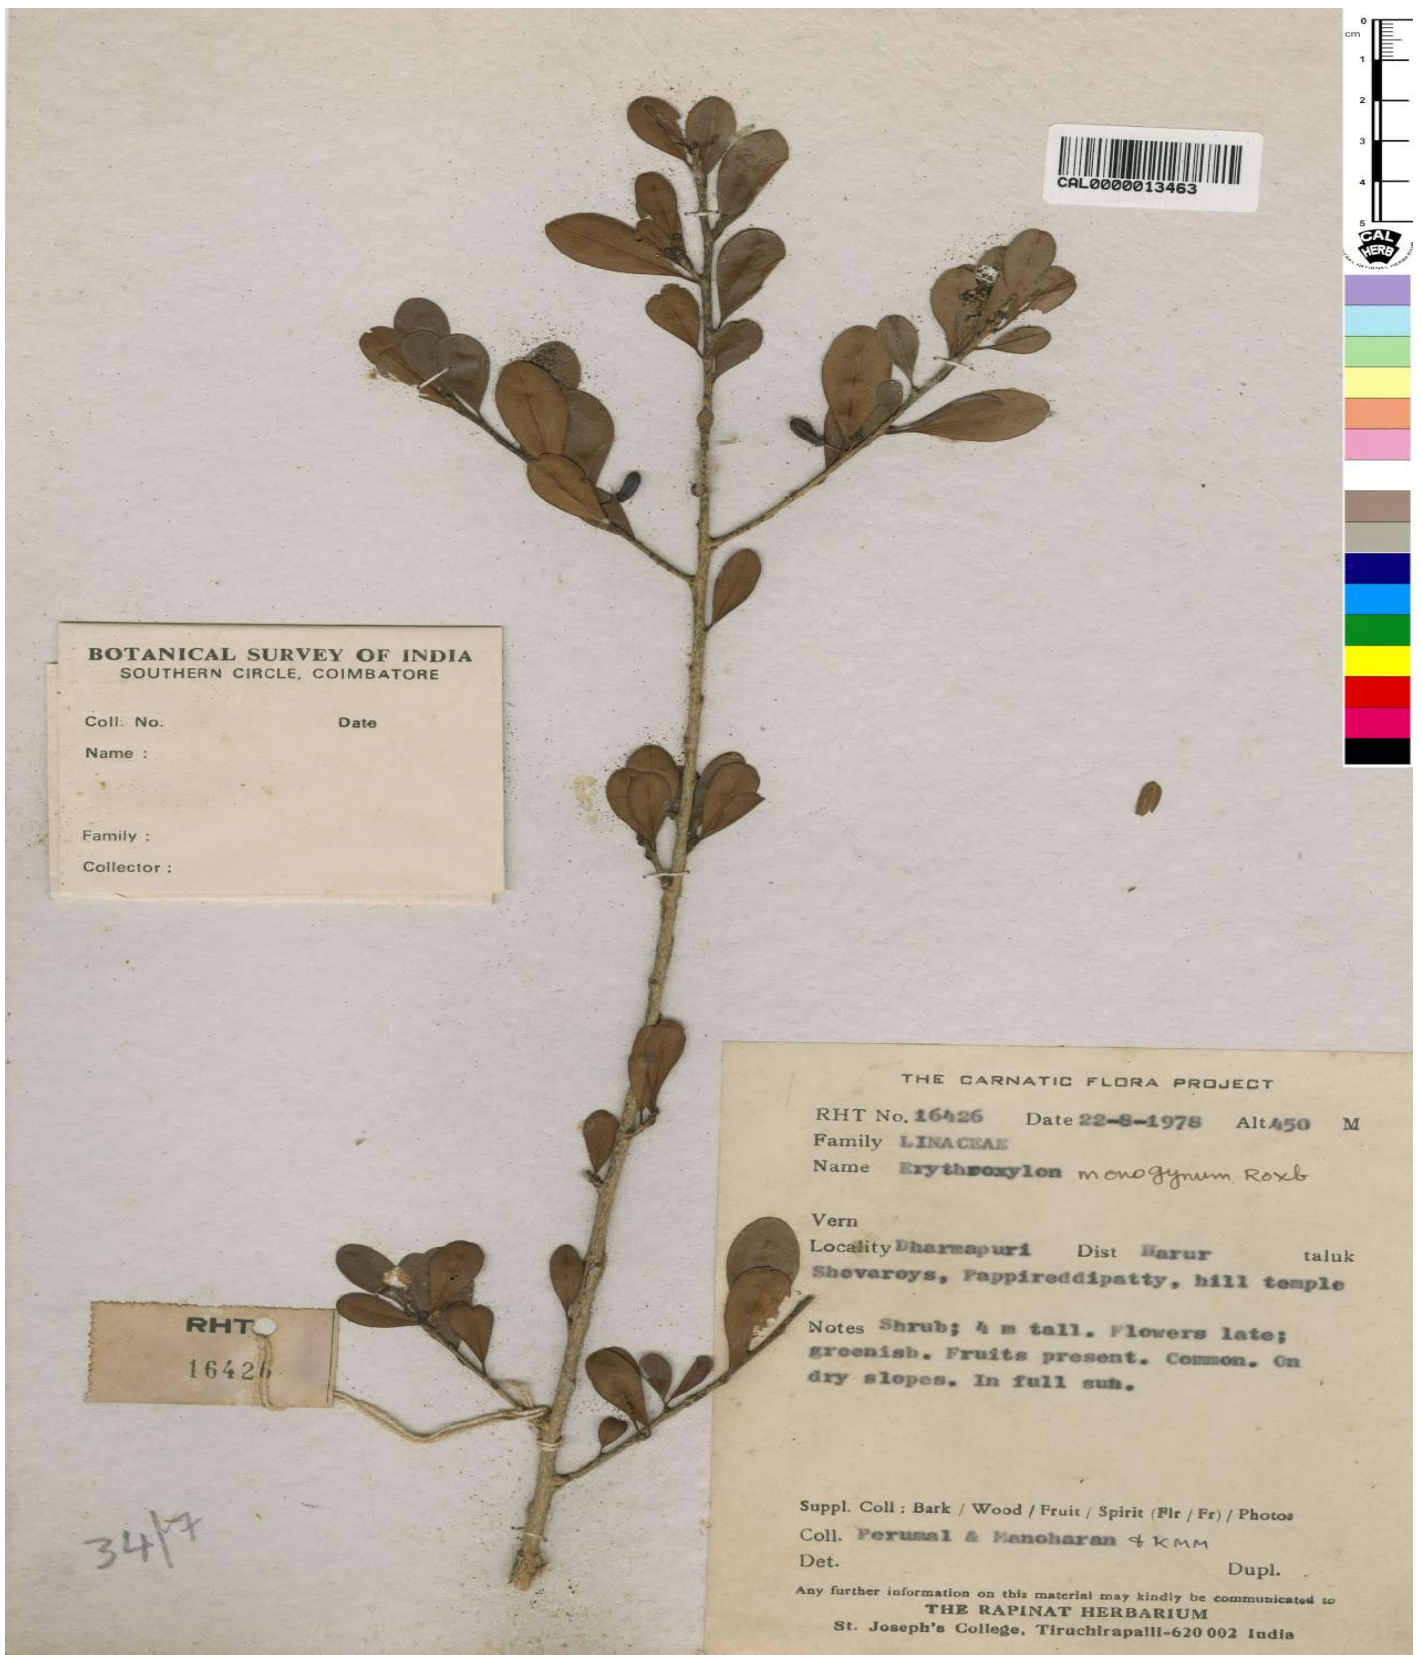 0
cm
1
2
3
4
5
CAL
HERB
CAL0000013463
BOTANICAL SURVEY OF INDIA
SOUTHERN CIRCLE, COIMBATORE
Coll. No. Date
Name :
Family :
Collector :
THE CARNATIC FLORA PROJECT
RHT No. 16426 Date 22-8-1978 Alt. 450 M
Family LINACEAE
Name Erythroxylon monogynum Roxb
Vern
Locality Dharmapuri Dist Harur taluk
Shevaroys, Pappireddipatty, hill temple
Notes Shrub; 4 m tall. Flowers late;
greenish. Fruits present. Common. On
dry slopes. In full sun.
Suppl. Coll : Bark / Wood / Fruit / Spirit (Flr / Fr) / Photos
Coll. Perumal & Manoharan & KMM
Det. Dupl.
Any further information on this material may kindly be communicated to
THE RAPINAT HERBARIUM
St. Joseph's College, Tiruchirapalli-620 002 India
RHT
16426
34/7